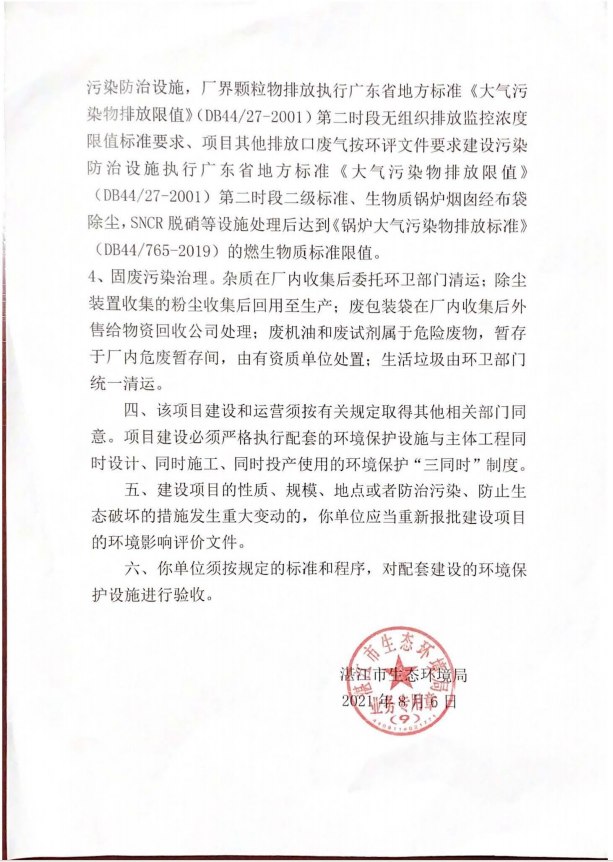 污染防治设施，厂界颗粒物排放执行广东省地方标准《大气污
染物排放限值》（DB44/27-2001）第二时段无组织排放监控浓度
限值标准要求、项目其他排放口废气按环评文件要求建设污染
防治设施执行广东省地方标准《大气污染物排放限值》
（DB44/27-2001）第二时段二级标准、生物质锅炉烟囱经布袋
除尘，SNCR 脱硝等设施处理后达到《锅炉大气污染物排放标准》
（DB44/765-2019）的燃生物质标准限值。
4、固废污染治理。杂质在厂内收集后委托环卫部门清运；除尘
装置收集的粉尘收集后回用至生产；废包装袋在厂内收集后外
售给物资回收公司处理；废机油和废试剂属于危险废物，暂存
于厂内危废暂存间，由有资质单位处置；生活垃圾由环卫部门
统一清运。
四、该项目建设和运营须按有关规定取得其他相关部门同
意。项目建设必须严格执行配套的环境保护设施与主体工程同
时设计、同时施工、同时投产使用的环境保护“三同时”制度。
五、建设项目的性质、规模、地点或者防治污染、防止生
态破坏的措施发生重大变动的，你单位应当重新报批建设项目
的环境影响评价文件。
六、你单位须按规定的标准和程序，对配套建设的环境保
护设施进行验收。
湛江市生态环境局
2021年8月6日
湛江市生态环境局
业务专用章
（9）